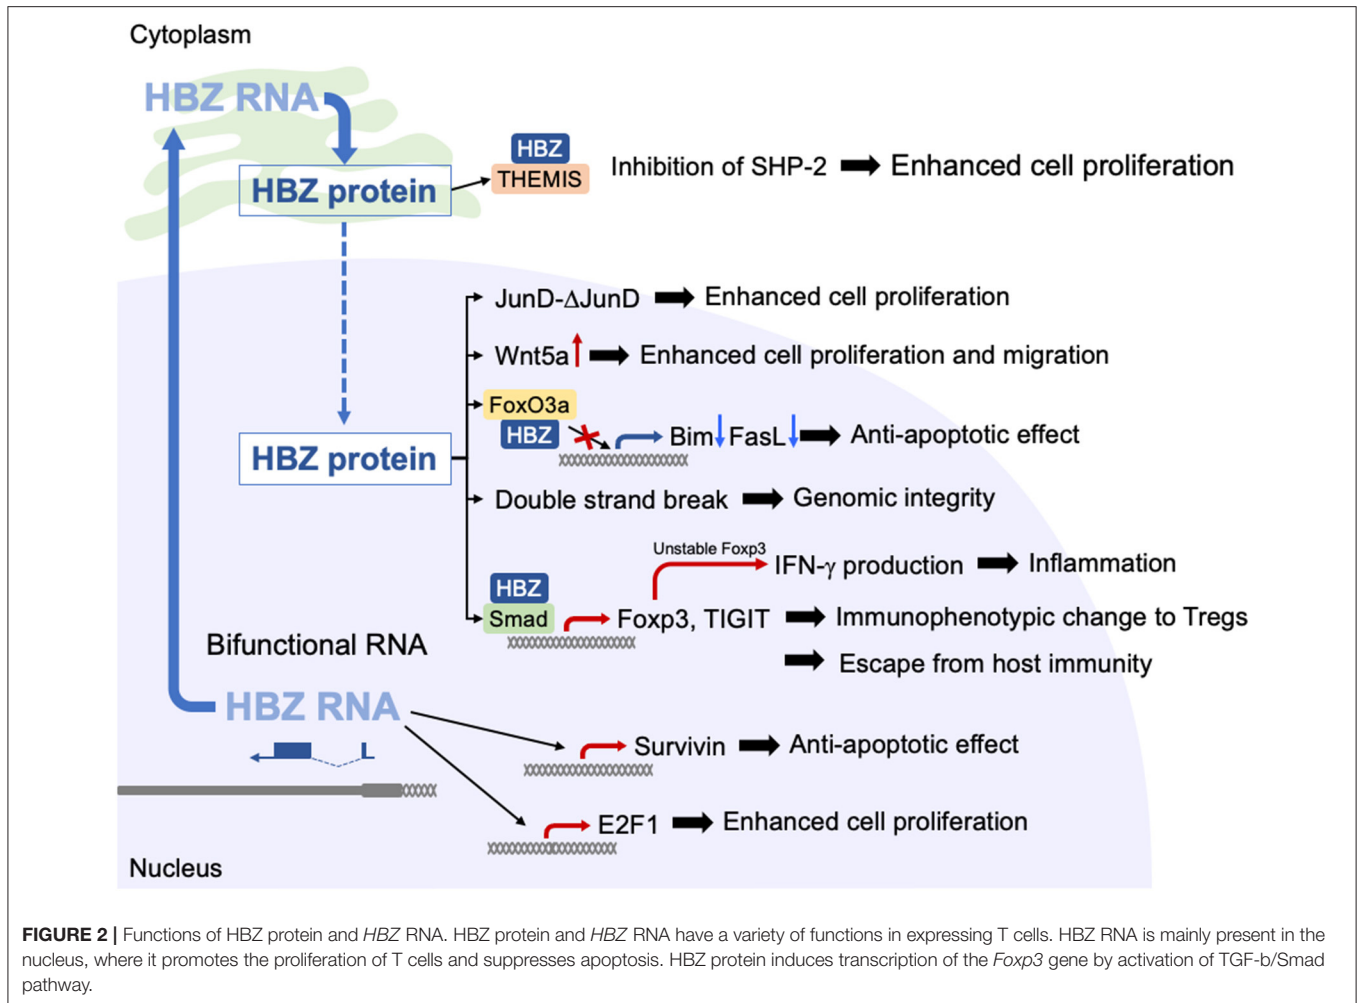 Cytoplasm
HBZ RNA
HBZ protein
HBZ
THEMIS
Inhibition of SHP-2
Enhanced cell proliferation
JunD-ΔJunD
Enhanced cell proliferation
Wnt5a
Enhanced cell proliferation and migration
FoxO3a
HBZ
Bim
FasL
Anti-apoptotic effect
HBZ protein
Double strand break
Genomic integrity
Unstable Foxp3
IFN-γ production
Inflammation
HBZ
Smad
Foxp3, TIGIT
Immunophenotypic change to Tregs
Escape from host immunity
Bifunctional RNA
HBZ RNA
Survivin
Anti-apoptotic effect
E2F1
Enhanced cell proliferation
Nucleus
FIGURE 2 | Functions of HBZ protein and HBZ RNA. HBZ protein and HBZ RNA have a variety of functions in expressing T cells. HBZ RNA is mainly present in the
nucleus, where it promotes the proliferation of T cells and suppresses apoptosis. HBZ protein induces transcription of the Foxp3 gene by activation of TGF-b/Smad
pathway.